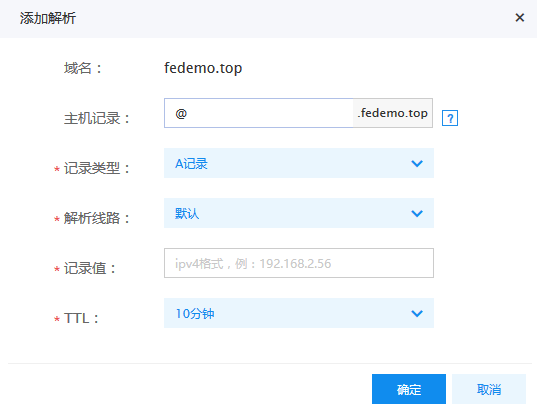 添加解析 ×
域名： fedemo.top
主机记录： @ .fedemo.top ?
* 记录类型： A记录
* 解析线路： 默认
* 记录值： ipv4格式，例：192.168.2.56
* TTL： 10分钟
确定 取消